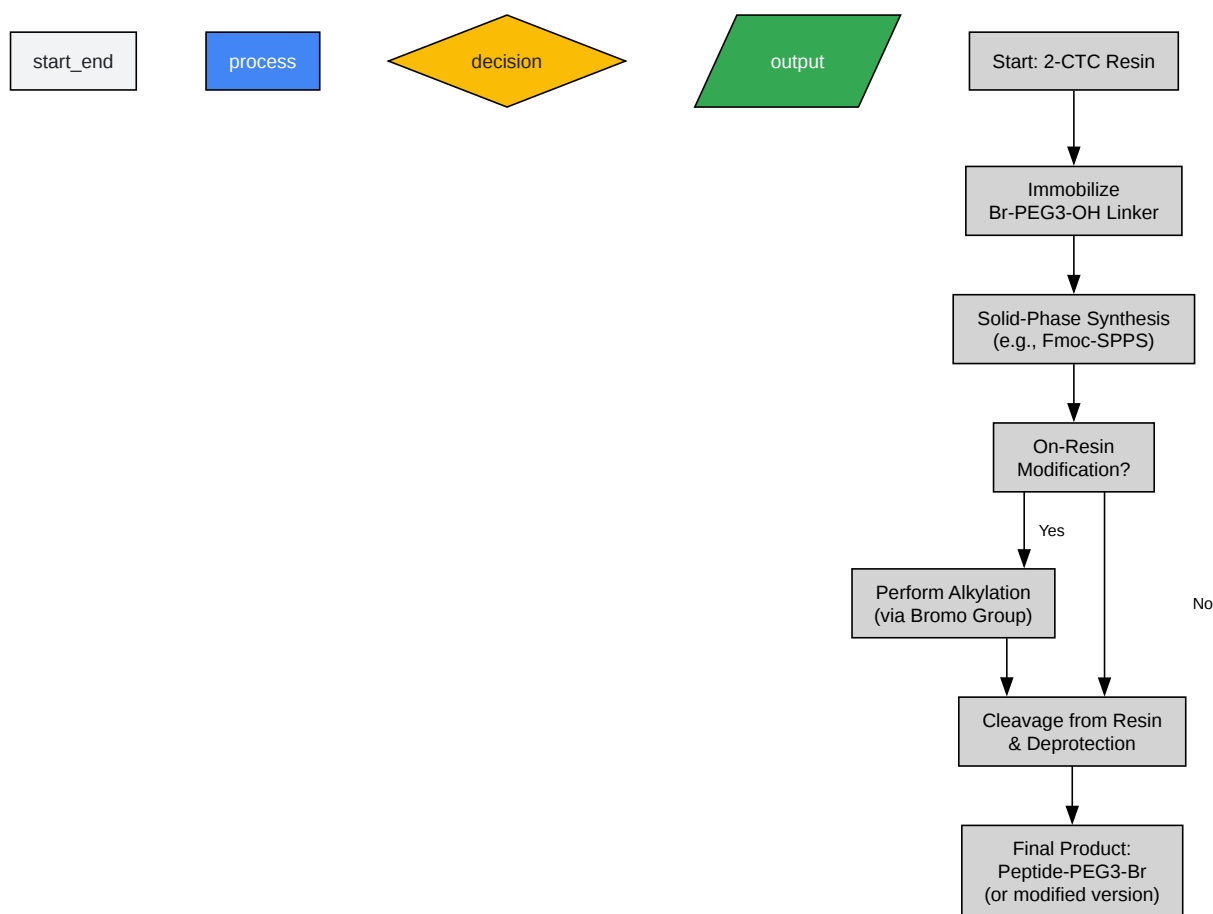 start_end
process
decision
output
Start: 2-CTC Resin
Immobilize
Br-PEG3-OH Linker
Solid-Phase Synthesis
(e.g., Fmoc-SPPS)
On-Resin
Modification?
Yes
Perform Alkylation
(via Bromo Group)
No
Cleavage from Resin
& Deprotection
Final Product:
Peptide-PEG3-Br
(or modified version)